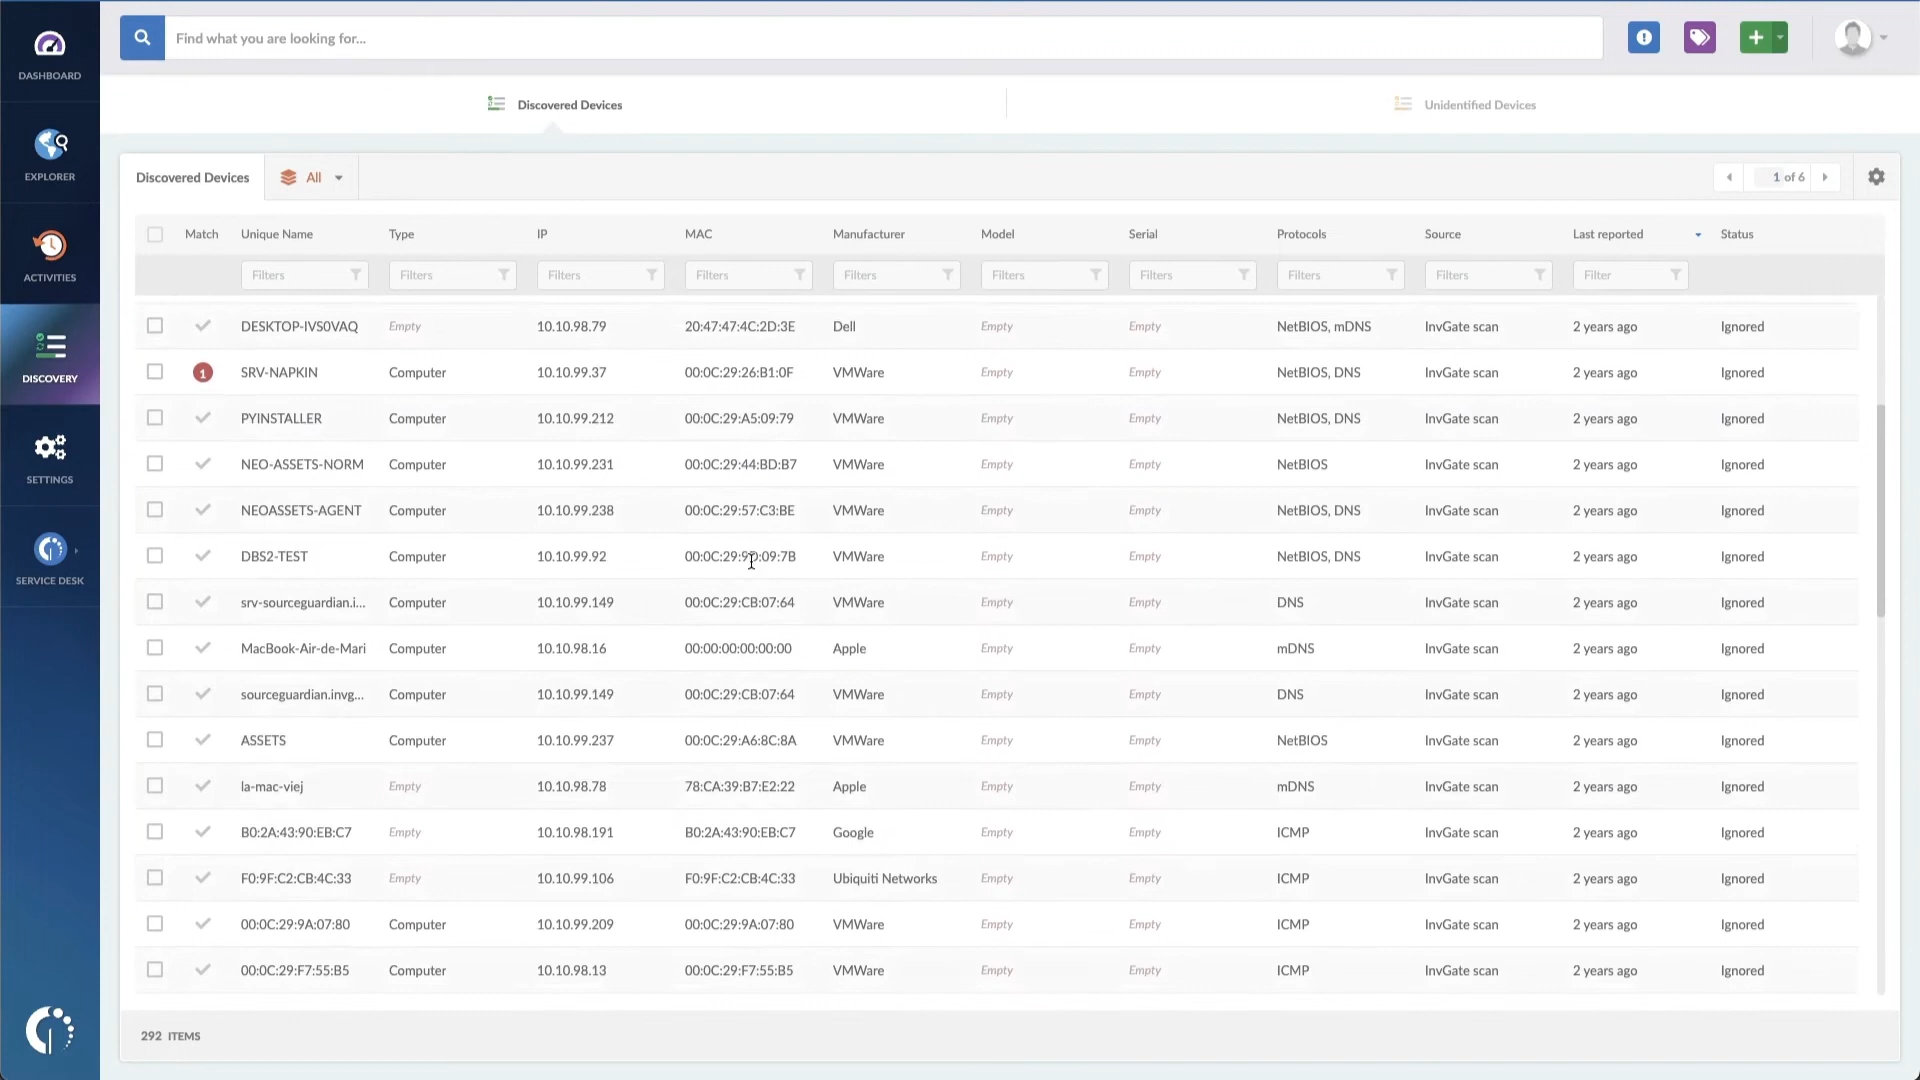 Find what you are looking for...
DASHBOARD
EXPLORER
ACTIVITIES
DISCOVERY
SETTINGS
SERVICE DESK
Discovered Devices
Unidentified Devices
Discovered Devices All 1 of 6
Match Unique Name Type IP MAC Manufacturer Model Serial Protocols Source Last reported Status
Filters Filters Filters Filters Filters Filters Filters Filters Filters Filter
DESKTOP-IVS0VAQ Empty 10.10.98.79 20:47:47:4C:2D:3E Dell Empty Empty NetBIOS, mDNS InvGate scan 2 years ago Ignored
1 SRV-NAPKIN Computer 10.10.99.37 00:0C:29:26:B1:0F VMWare Empty Empty NetBIOS, DNS InvGate scan 2 years ago Ignored
PYINSTALLER Computer 10.10.99.212 00:0C:29:A5:09:79 VMWare Empty Empty NetBIOS, DNS InvGate scan 2 years ago Ignored
NEO-ASSETS-NORM Computer 10.10.99.231 00:0C:29:44:BD:B7 VMWare Empty Empty NetBIOS InvGate scan 2 years ago Ignored
NEOASSETS-AGENT Computer 10.10.99.238 00:0C:29:57:C3:BE VMWare Empty Empty NetBIOS, DNS InvGate scan 2 years ago Ignored
DBS2-TEST Computer 10.10.99.92 VMWare Empty Empty NetBIOS, DNS InvGate scan 2 years ago Ignored
srv-sourceguardian.i... Computer 10.10.99.149 00:0C:29:CB:07:64 VMWare Empty Empty DNS InvGate scan 2 years ago Ignored
MacBook-Air-de-Mari Computer 10.10.98.16 00:00:00:00:00:00 Apple Empty Empty mDNS InvGate scan 2 years ago Ignored
sourceguardian.invg... Computer 10.10.99.149 00:0C:29:CB:07:64 VMWare Empty Empty DNS InvGate scan 2 years ago Ignored
ASSETS Computer 10.10.99.237 00:0C:29:A6:8C:8A VMWare Empty Empty NetBIOS InvGate scan 2 years ago Ignored
la-mac-viej Empty 10.10.98.78 78:CA:39:B7:E2:22 Apple Empty Empty mDNS InvGate scan 2 years ago Ignored
B0:2A:43:90:EB:C7 Empty 10.10.98.191 B0:2A:43:90:EB:C7 Google Empty Empty ICMP InvGate scan 2 years ago Ignored
F0:9F:C2:CB:4C:33 Empty 10.10.99.106 F0:9F:C2:CB:4C:33 Ubiquiti Networks Empty Empty ICMP InvGate scan 2 years ago Ignored
00:0C:29:9A:07:80 Computer 10.10.99.209 00:0C:29:9A:07:80 VMWare Empty Empty ICMP InvGate scan 2 years ago Ignored
00:0C:29:F7:55:B5 Computer 10.10.98.13 00:0C:29:F7:55:B5 VMWare Empty Empty ICMP InvGate scan 2 years ago Ignored
292 ITEMS